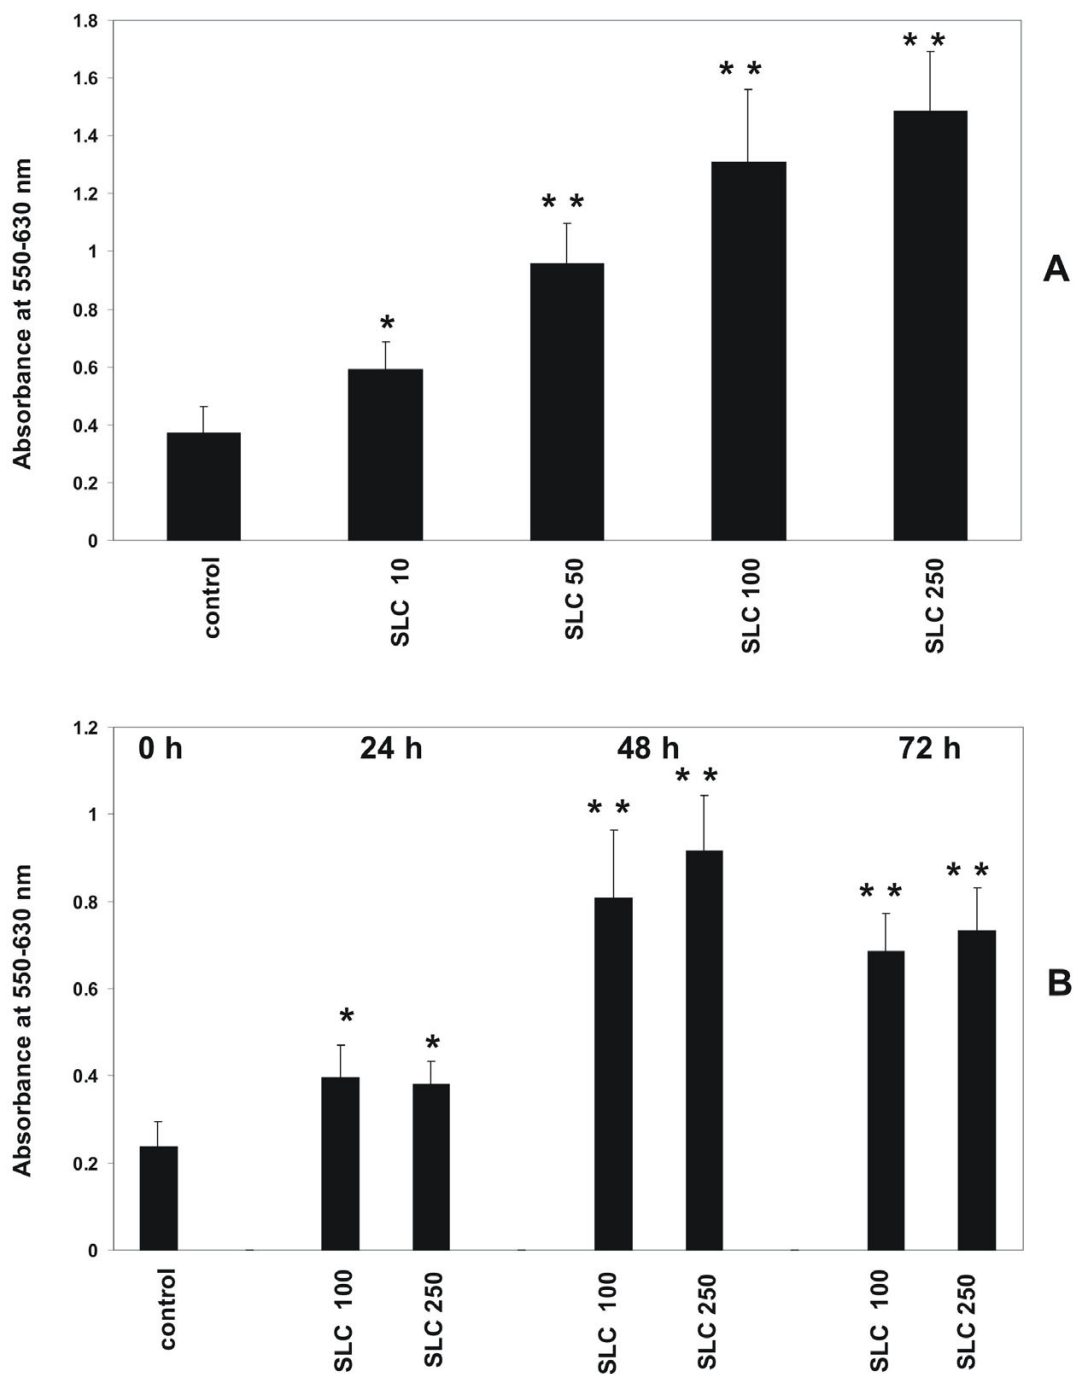 1.8
1.6
1.4
1.2
1
0.8
0.6
0.4
0.2
0
Absorbance at 550-630 nm
*
* *
* *
* *
A
control
SLC 10
SLC 50
SLC 100
SLC 250
1.2
1
0.8
0.6
0.4
0.2
0
Absorbance at 550-630 nm
0 h
24 h
48 h
72 h
*
*
* *
* *
* *
* *
B
control
SLC 100
SLC 250
SLC 100
SLC 250
SLC 100
SLC 250